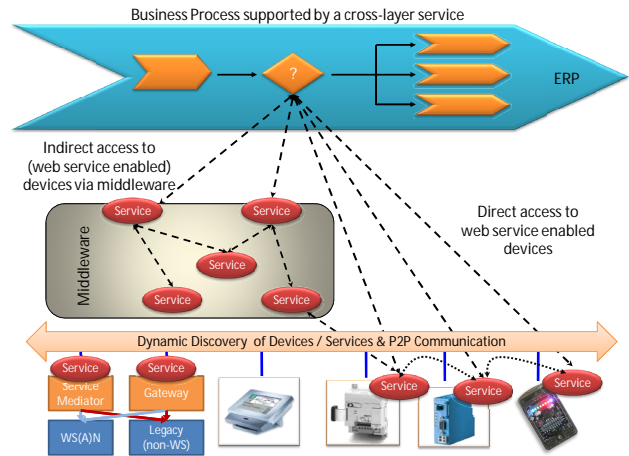 Business Process supported by a cross-layer service
?
ERP
Indirect access to
(web service enabled)
devices via middleware
Direct access to
web service enabled
devices
Middleware
Service
Service
Service
Service
Service
Dynamic Discovery of Devices / Services & P2P Communication
Service
Service
Service
Service
Service
Service
Mediator
Gateway
WS(A)N
Legacy
(non-WS)